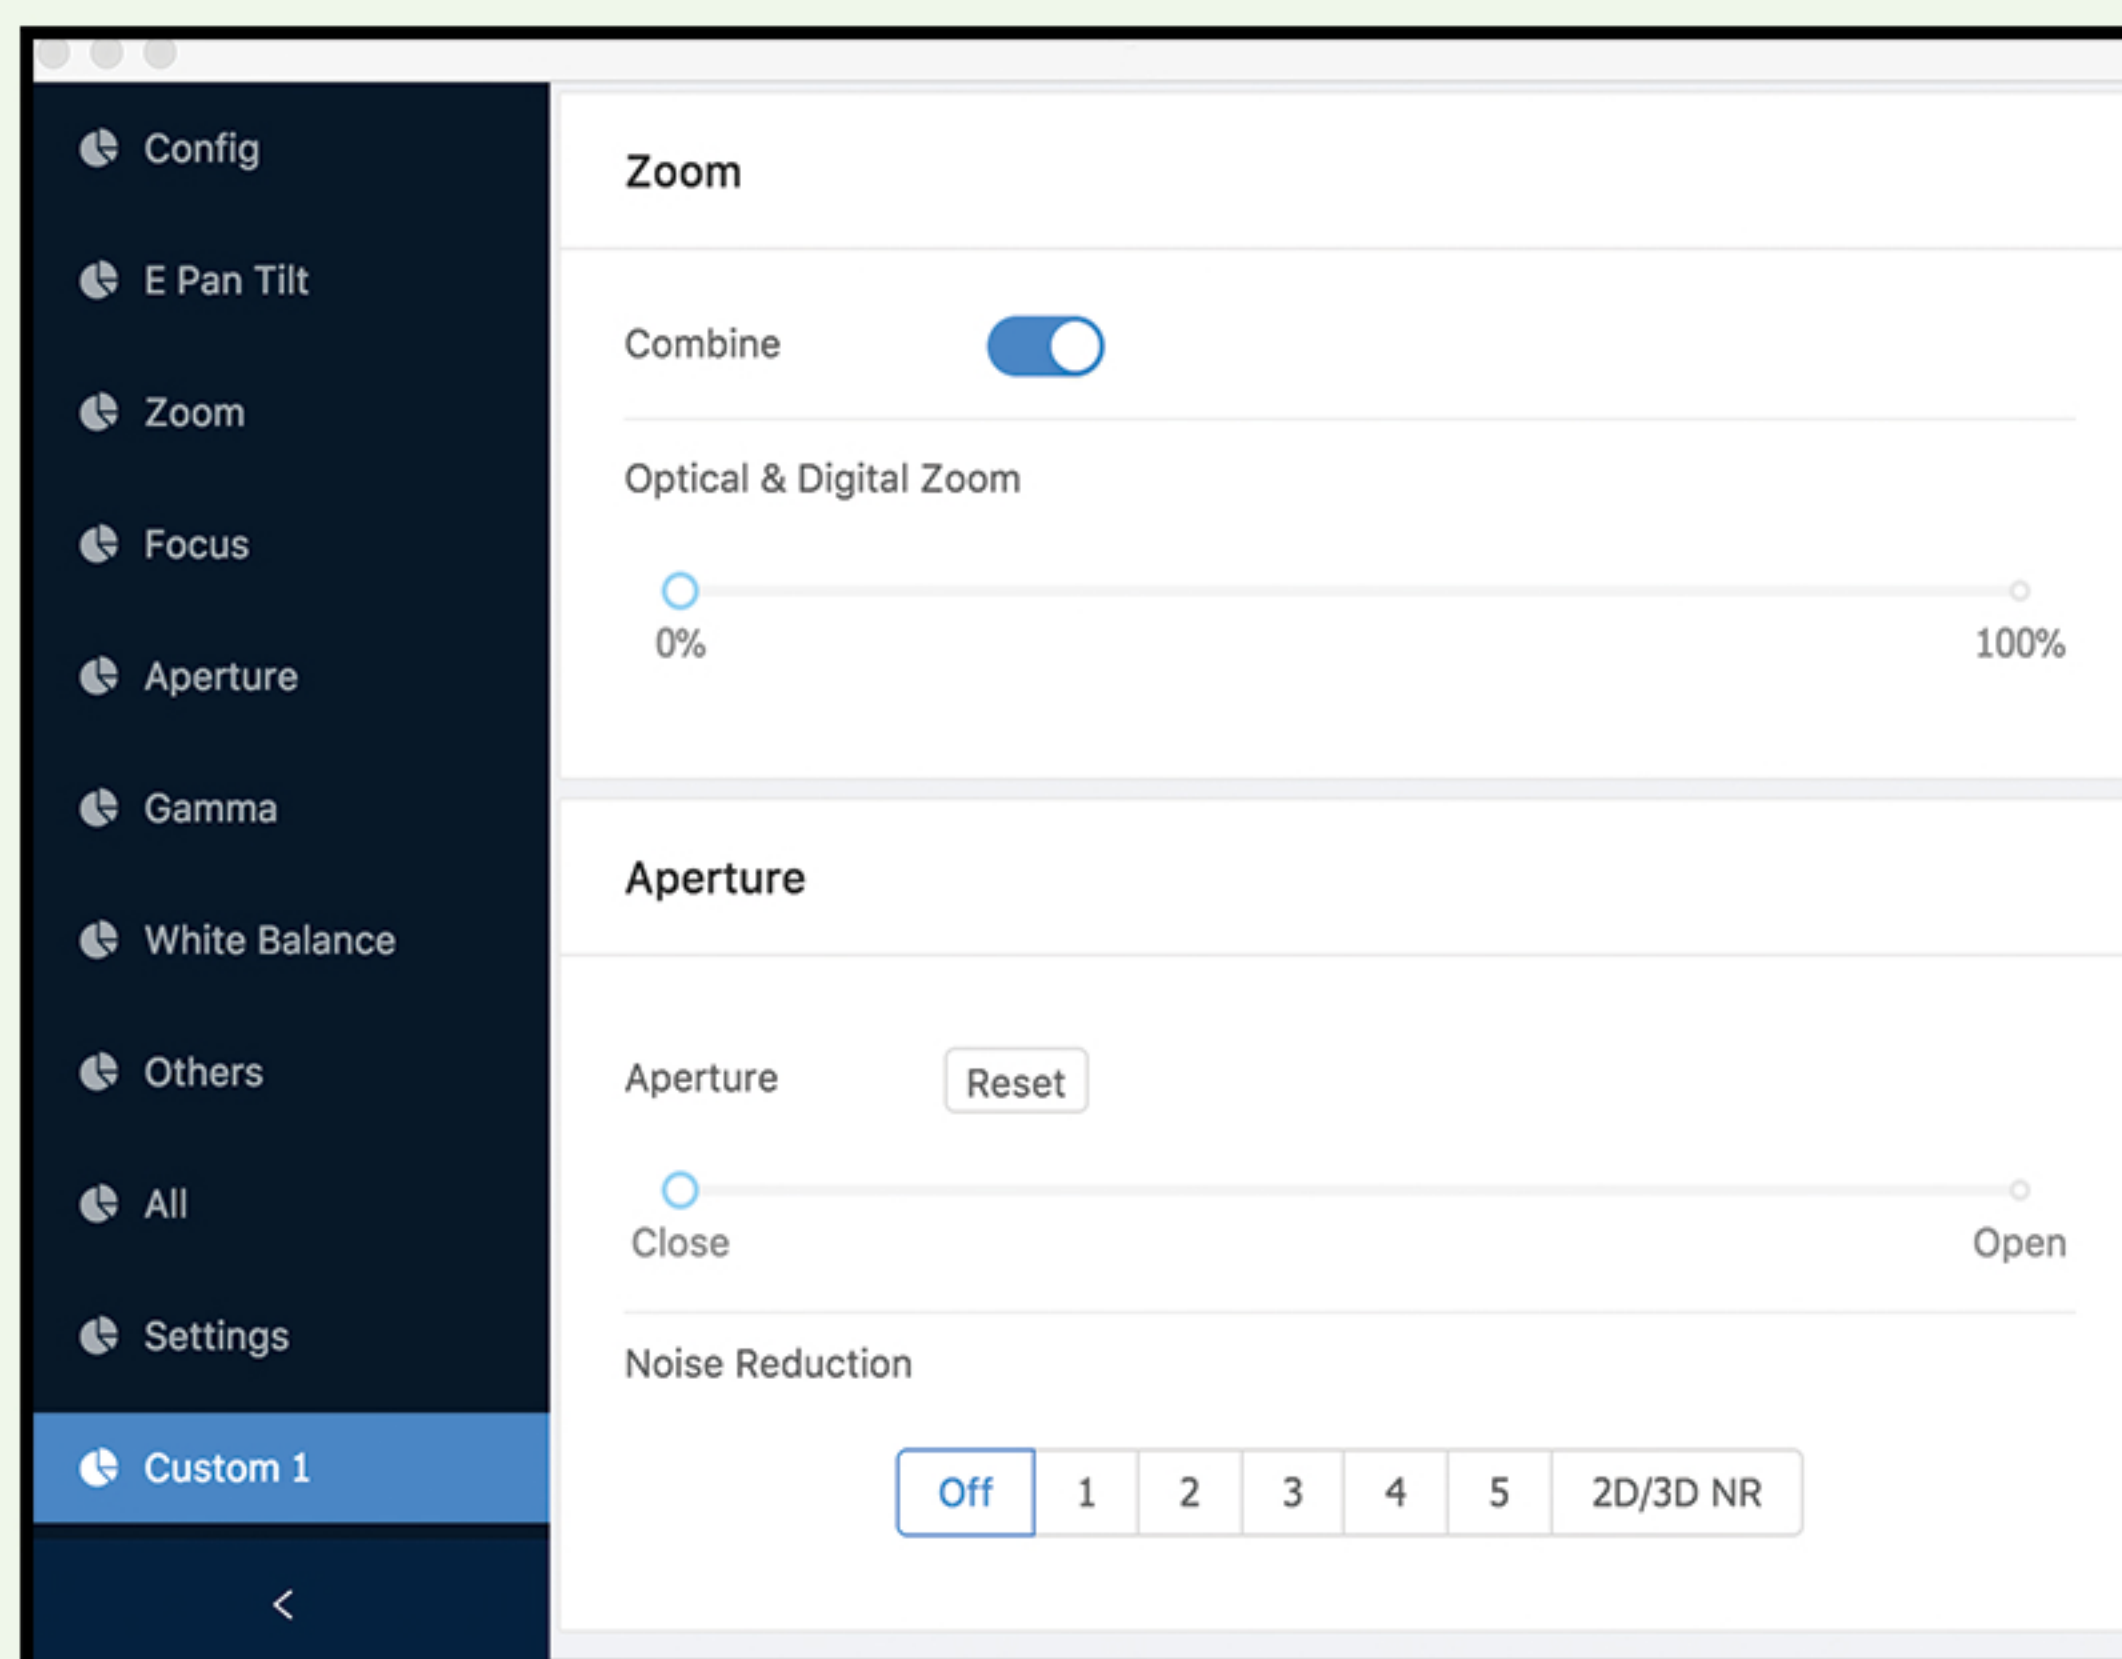 Config
E Pan Tilt
Zoom
Focus
Aperture
Gamma
White Balance
Others
All
Settings
Custom 1
<
Zoom
Combine
Optical & Digital Zoom
0% 100%
Aperture
Aperture Reset
Close Open
Noise Reduction
Off 1 2 3 4 5 2D/3D NR